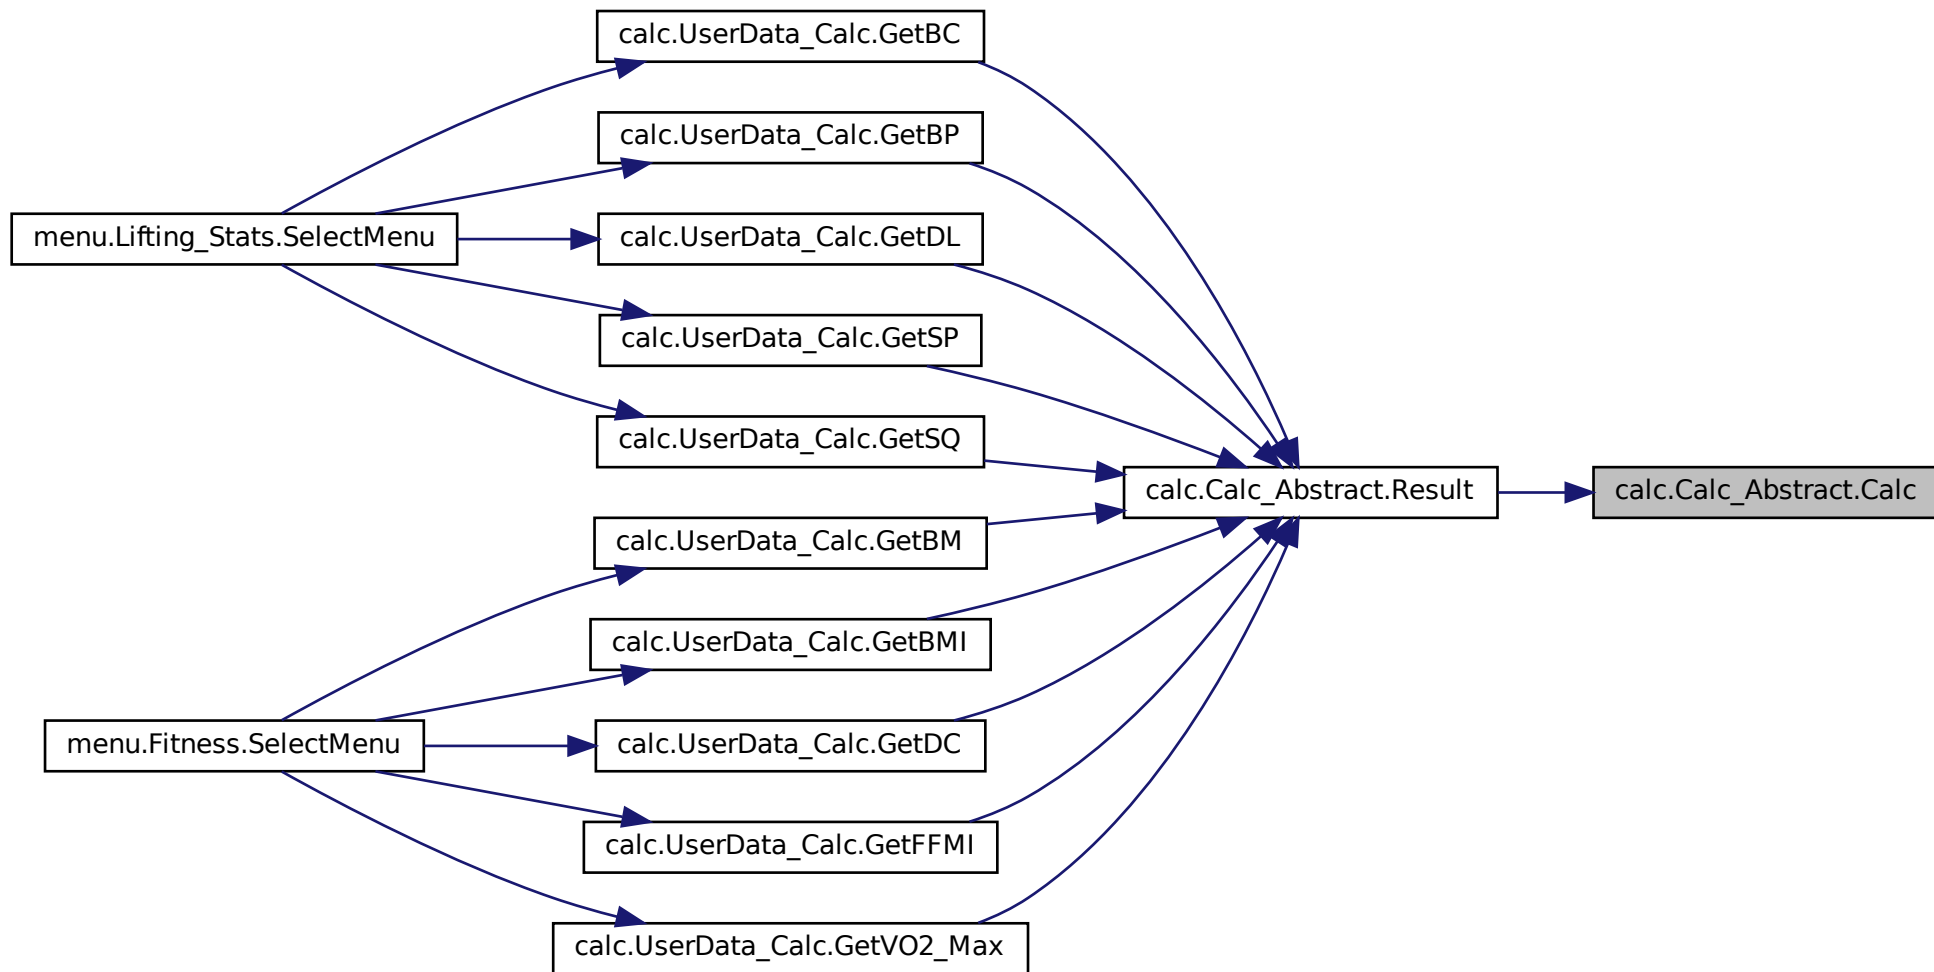 calc.UserData_Calc.GetBC
calc.UserData_Calc.GetBP
menu.Lifting_Stats.SelectMenu
calc.UserData_Calc.GetDL
calc.UserData_Calc.GetSP
calc.UserData_Calc.GetSQ
calc.Calc_Abstract.Result
calc.Calc_Abstract.Calc
calc.UserData_Calc.GetBM
calc.UserData_Calc.GetBMI
menu.Fitness.SelectMenu
calc.UserData_Calc.GetDC
calc.UserData_Calc.GetFFMI
calc.UserData_Calc.GetVO2_Max